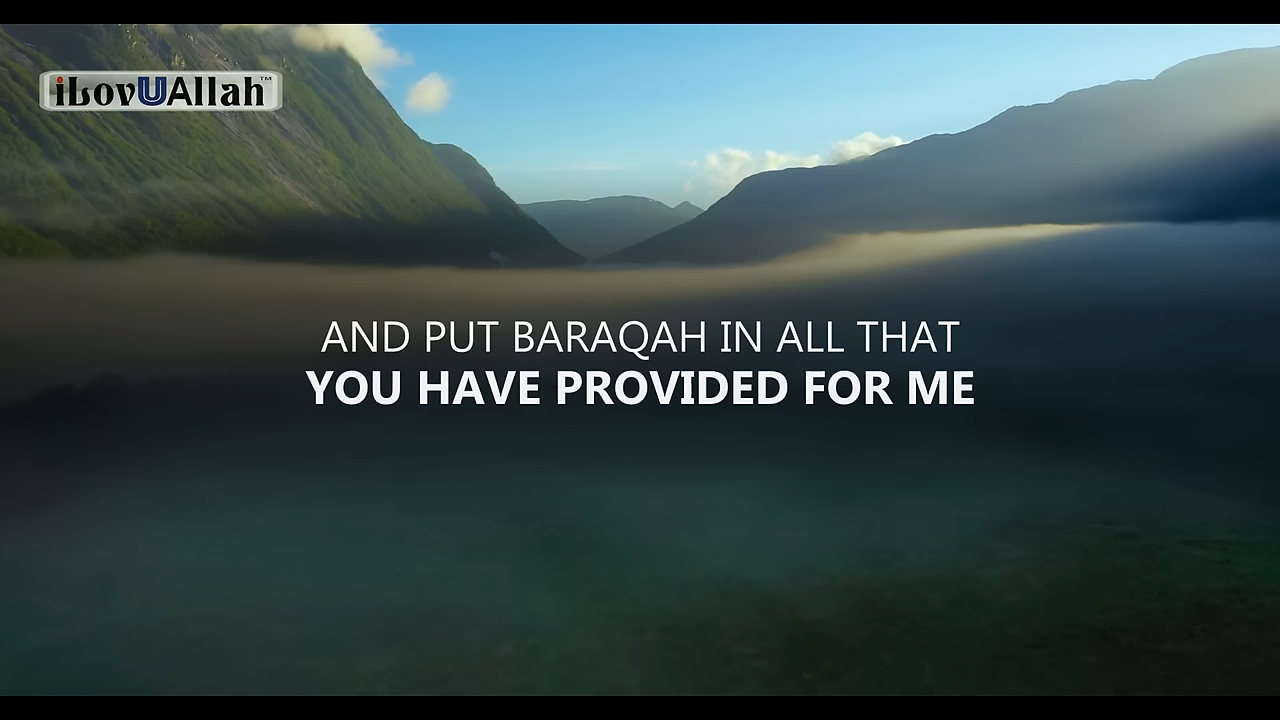 iLovUAllah™
AND PUT BARAQAH IN ALL THAT
YOU HAVE PROVIDED FOR ME